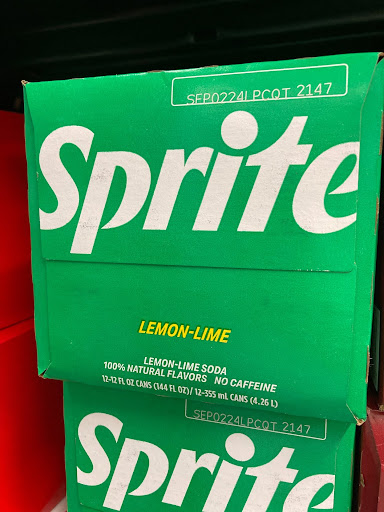 SEP0224LPCQT 2147
Sprite
LEMON-LIME
LEMON-LIME SODA
100% NATURAL FLAVORS NO CAFFEINE
12-12 FL OZ CANS (144 FL OZ)/ 12-355 mL CANS (4.26 L)
SEP0224LPCQT 2147
Sprite